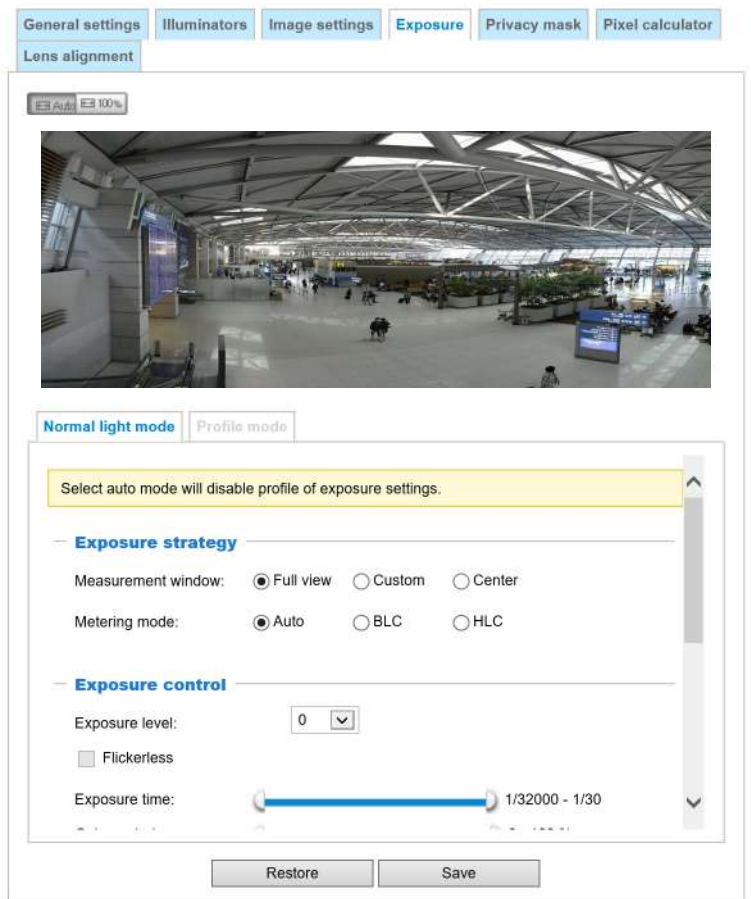 General settings Illuminators Image settings Exposure Privacy mask Pixel calculator
Lens alignment
Auto 100%
Normal light mode Profile mode
Select auto mode will disable profile of exposure settings.
Exposure strategy
Measurement window: Full view Custom Center
Metering mode: Auto BLC HLC
Exposure control
Exposure level: 0
Flickerless
Exposure time: 1/32000 - 1/30
Restore Save